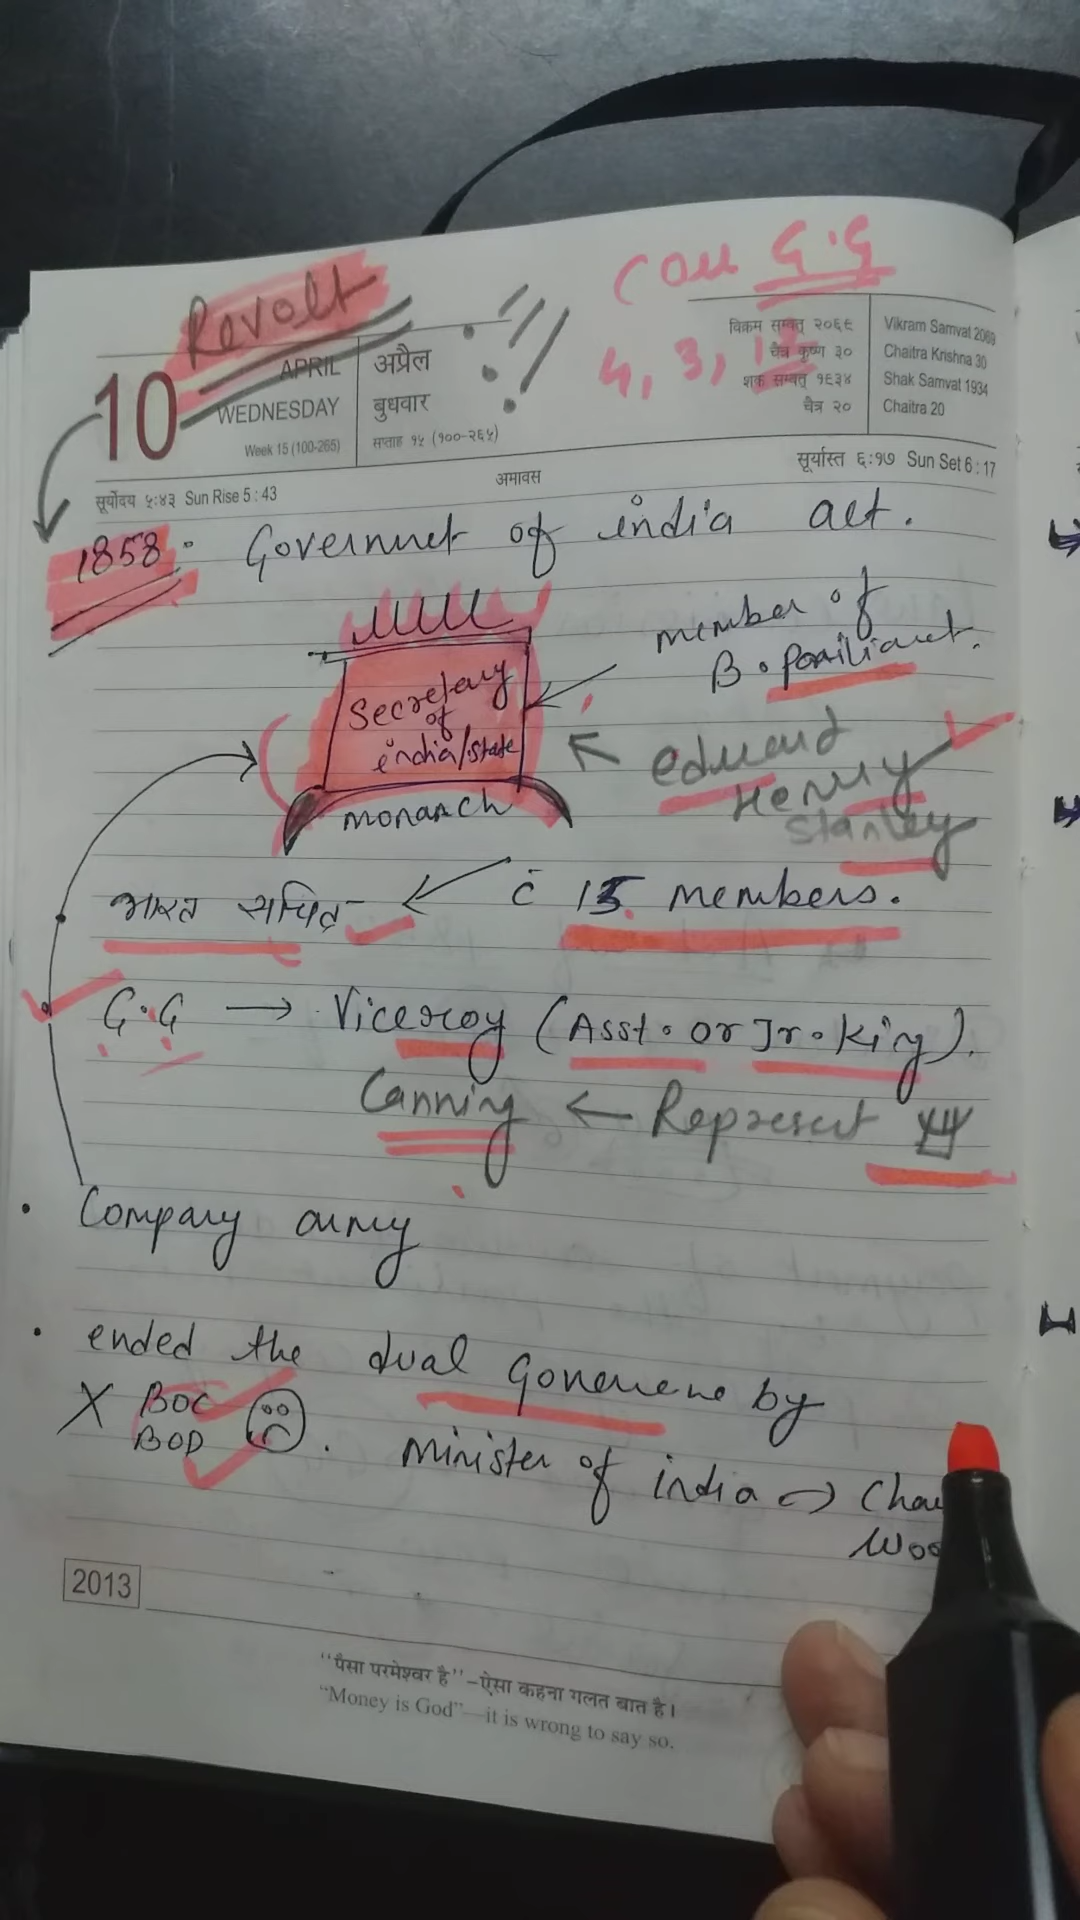 Revolt
Coun G.G
4, 3, 15
10
APRIL
WEDNESDAY
Week 15 (100-265)
अप्रैल
बुधवार
सप्ताह १५ (१००-२६५)
विक्रम सम्वत् २०६९
चैत्र कृष्ण ३०
शक सम्वत् १९३४
चैत्र २०
Vikram Samvat 2069
Chaitra Krishna 30
Shak Samvat 1934
Chaitra 20
सूर्योदय ५:४३ Sun Rise 5 : 43
अमावस
सूर्यास्त ६:१७ Sun Set 6 : 17
1858. Government of india act.
member of
B. Parliament.
Secretary
of
india/state
monarch
edward
Henry
Stanley
भारत सचिव
c̄ 15 members.
G.G → Viceroy (Asst. or Jr. King).
Canning ← Represent
• Company army
• ended the dual
by
X BOC
BOD
Minister of india
2013
“पैसा परमेश्वर है” –ऐसा कहना गलत बात है।
“Money is God”—it is wrong to say so.